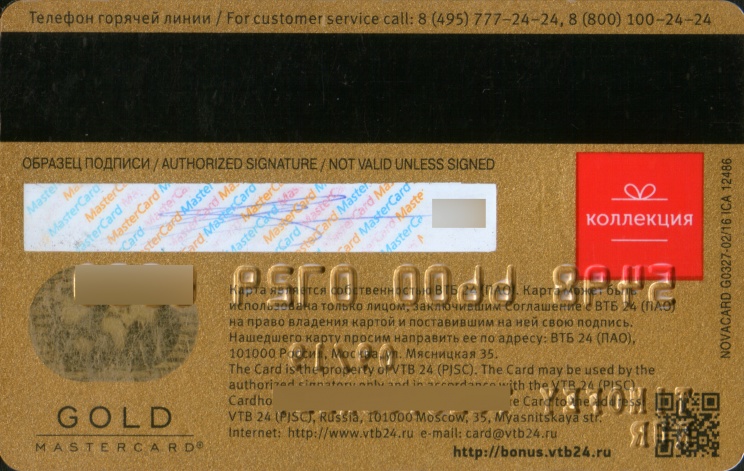 Телефон горячей линии / For customer service call: 8 (495) 777–24–24, 8 (800) 100–24–24
ОБРАЗЕЦ ПОДПИСИ / AUTHORIZED SIGNATURE / NOT VALID UNLESS SIGNED
MasterCard MasterCard MasterCard MasterCard
КОЛЛЕКЦИЯ
NOVACARD G0327-02/16 ICA 12486
Карта является собственностью ВТБ 24 (ПАО). Карта может быть
использована только лицом, заключившим Соглашение с ВТБ 24 (ПАО)
на право владения картой и поставившим на ней свою подпись.
Нашедшего карту просим направить ее по адресу: ВТБ 24 (ПАО),
101000 Россия, Москва, ул. Мясницкая 35.
The Card is the property of VTB 24 (PJSC). The Card may be used by the
authorized signatory only and in accordance with the VTB 24 (PJSC)
Cardho e Card to the address
VTB 24 (PJSC), Russia, 101000 Moscow, 35, Myasnitskaya str.
Internet: http://www.vtb24.ru e-mail: card@vtb24.ru
GOLD
MASTERCARD®
http://bonus.vtb24.ru